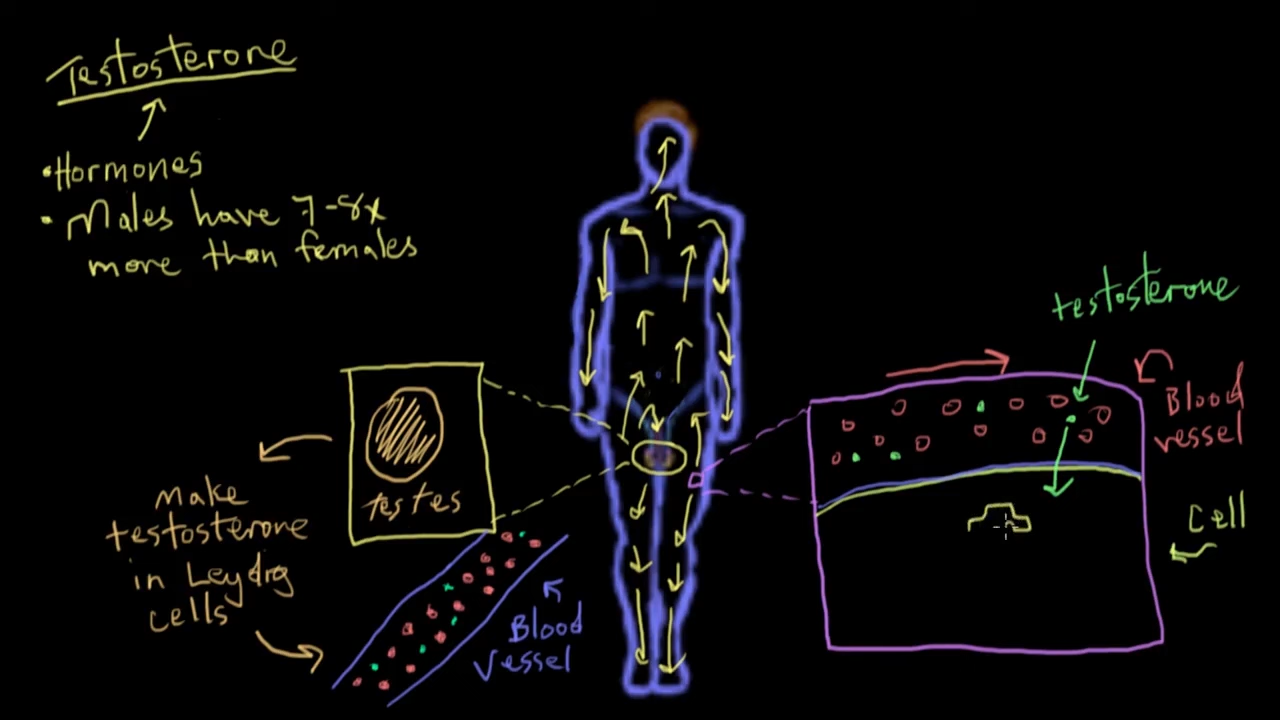 Testosterone
• Hormones
• Males have 7-8x
more than females
testes
Make
testosterone
in Leydig
cells
Blood
vessel
testosterone
Blood
vessel
Cell